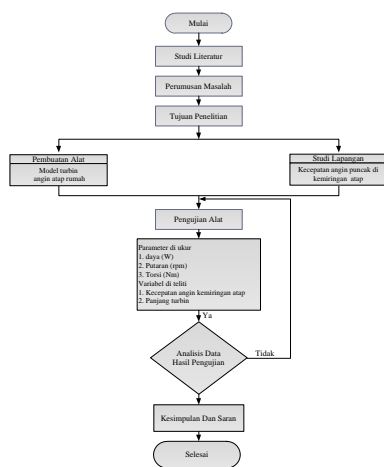 Mulai
Studi Literatur
Perumusan Masalah
Tujuan Penelitian
Pembuatan Alat
Model turbin
angin atap rumah
Studi Lapangan
Kecepatan angin puncak di
kemiringan atap
Pengujian Alat
Parameter di ukur
1. daya (W)
2. Putaran (rpm)
3. Torsi (Nm)
Variabel di teliti
1. Kecepatan angin kemiringan atap
2. Panjang turbin
Ya
Analisis Data
Hasil Pengujian
Tidak
Kesimpulan Dan Saran
Selesai